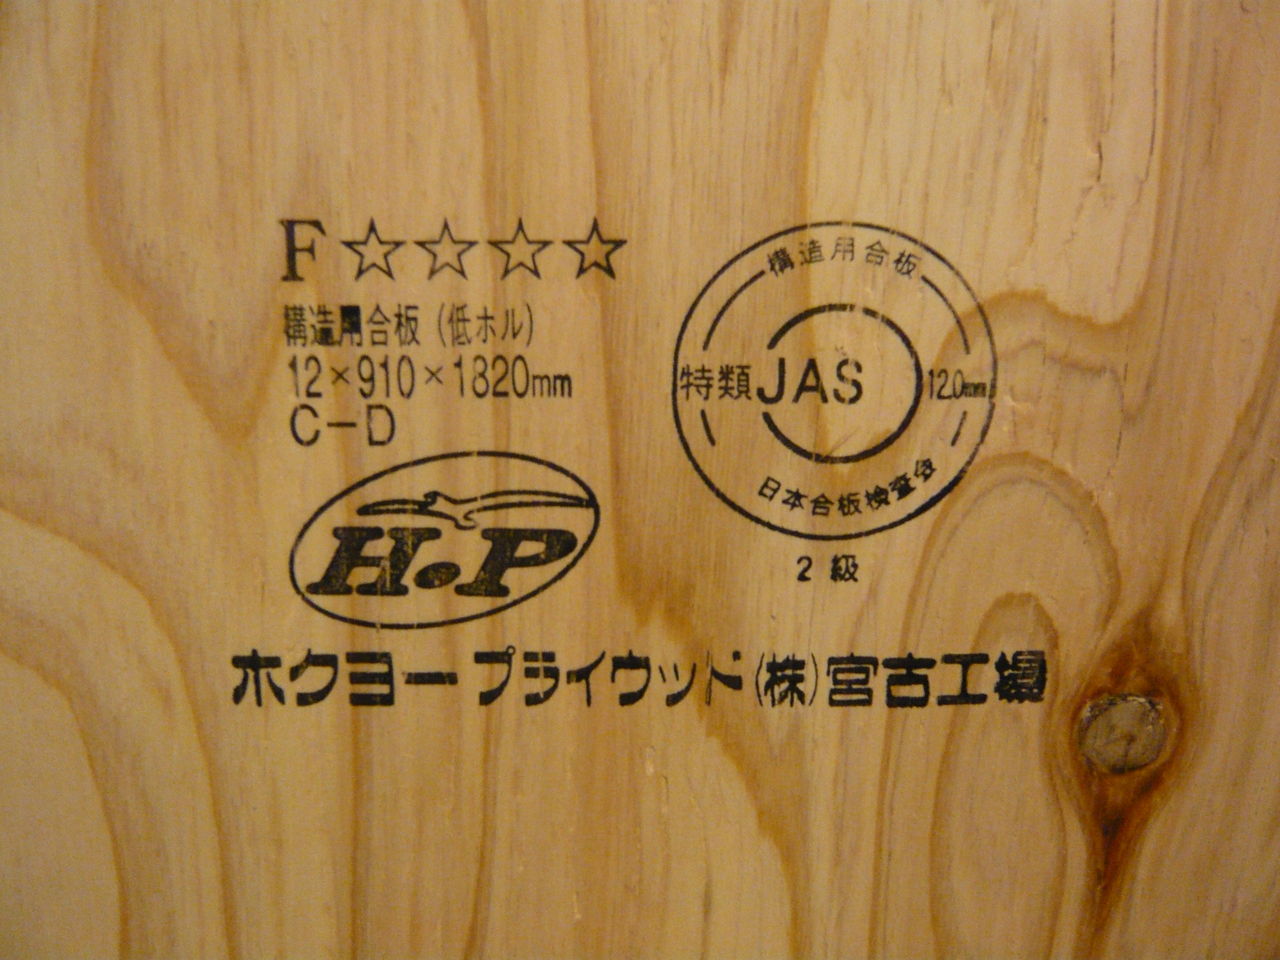 F☆☆☆☆
構造用合板（低ホル）
12×910×1820mm
C-D
H.P
構造用合板
特類 JAS 12.0mm
日本合板検査会
2級
ホクヨープライウッド(株)宮古工場